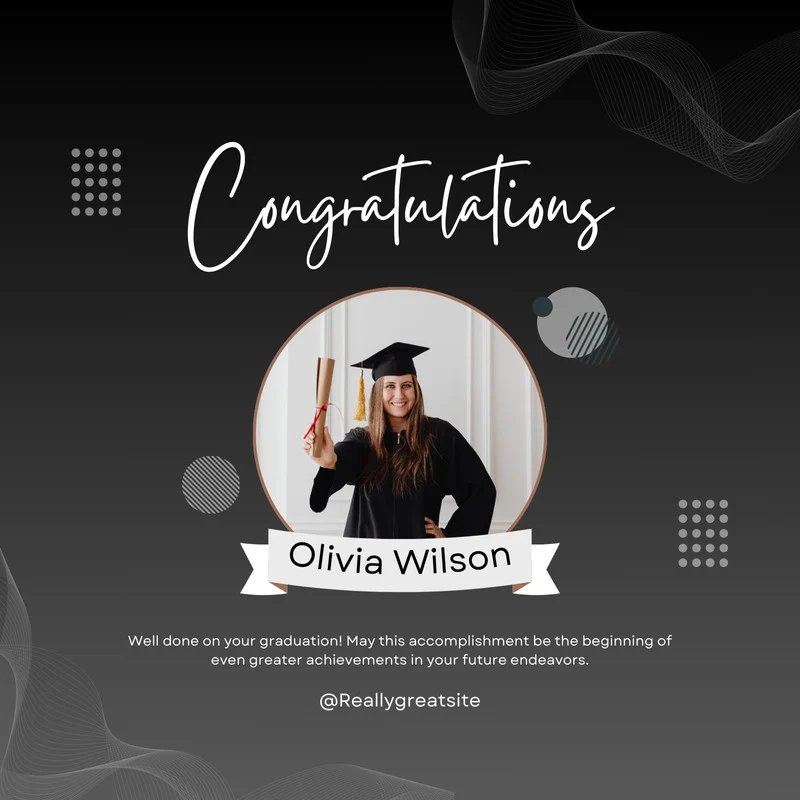 Congratulations
Olivia Wilson
Well done on your graduation! May this accomplishment be the beginning of
even greater achievements in your future endeavors.
@Reallygreatsite